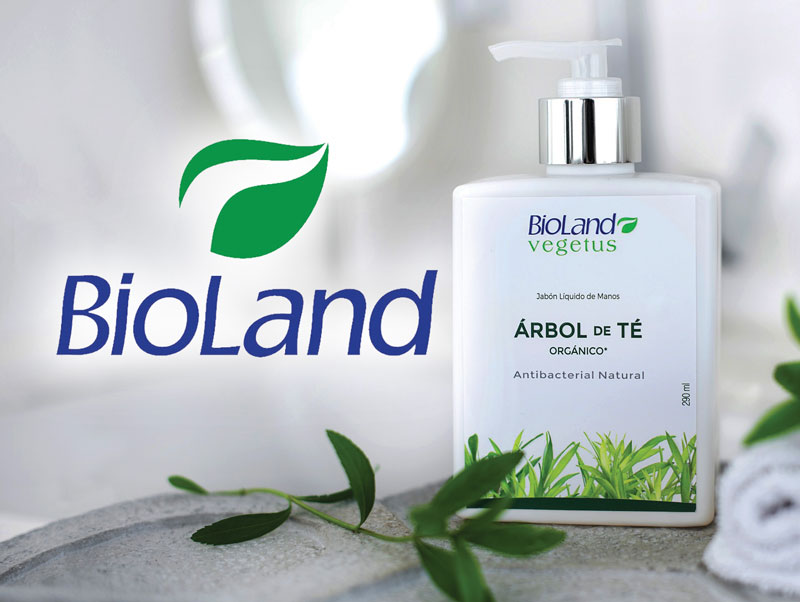 BioLand
BioLand
vegetus
Jabón Líquido de Manos
ÁRBOL DE TÉ
ORGÁNICO*
Antibacterial Natural
290 ml